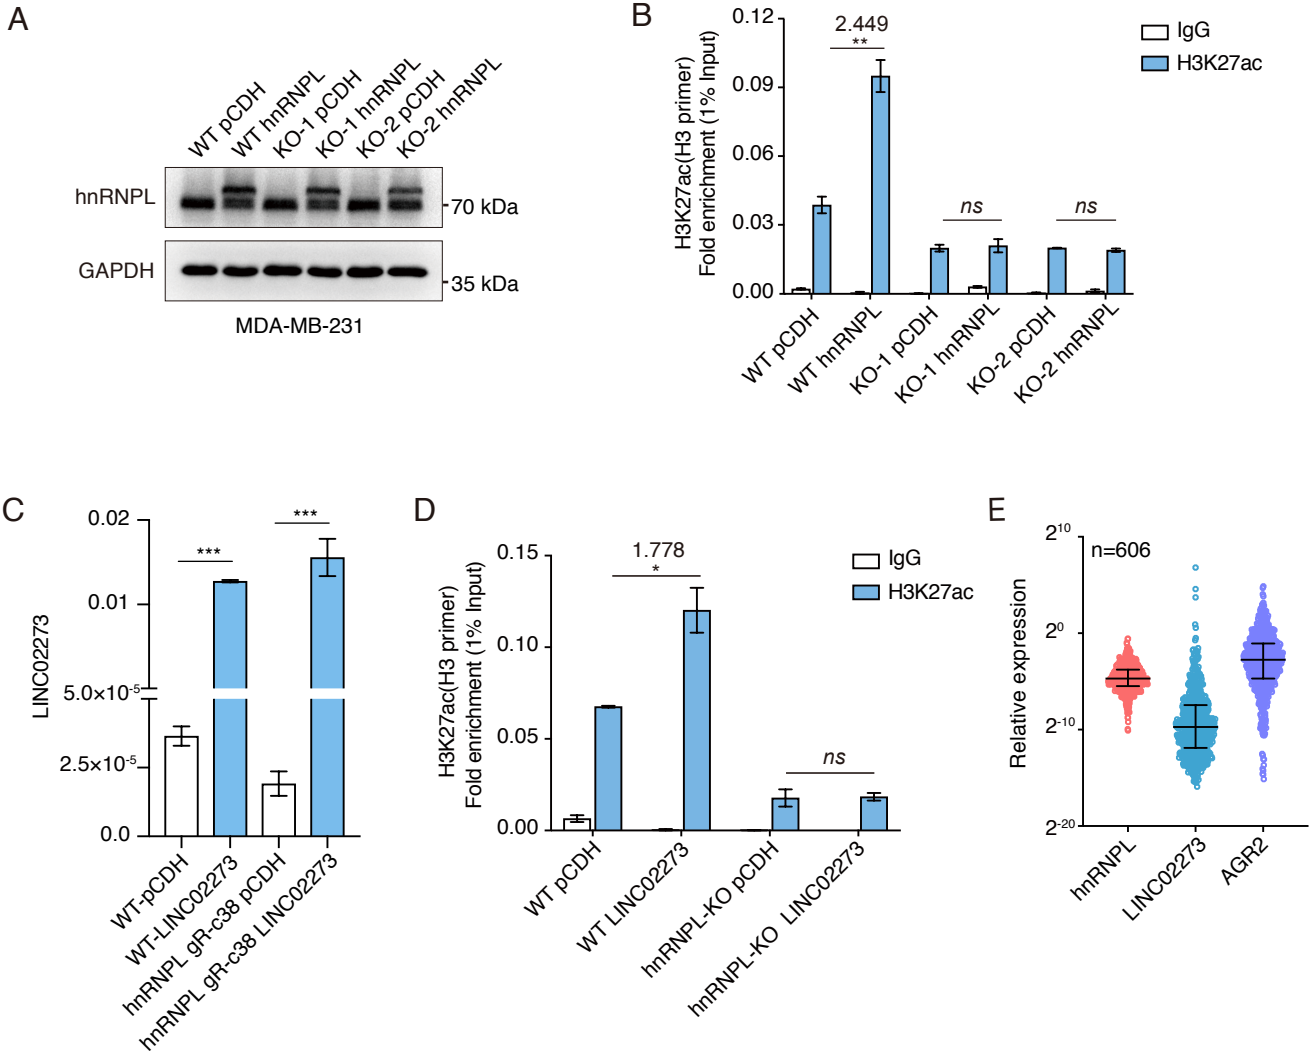 A
WT pCDH
WT hnRNPL
KO-1 pCDH
KO-1 hnRNPL
KO-2 pCDH
KO-2 hnRNPL
hnRNPL
70 kDa
GAPDH
35 kDa
MDA-MB-231
B
H3K27ac(H3 primer)
Fold enrichment (1% Input)
0.12
0.09
0.06
0.03
0.00
2.449
**
ns
ns
IgG
H3K27ac
WT pCDH
WT hnRNPL
KO-1 pCDH
KO-1 hnRNPL
KO-2 pCDH
KO-2 hnRNPL
C
LINC02273
0.02
0.01
5.0×10⁻⁵
2.5×10⁻⁵
0.0
***
***
WT-pCDH
WT-LINC02273
hnRNPL gR-c38 pCDH
hnRNPL gR-c38 LINC02273
D
H3K27ac(H3 primer)
Fold enrichment (1% Input)
0.15
0.10
0.05
0.00
1.778
*
ns
IgG
H3K27ac
WT pCDH
WT LINC02273
hnRNPL-KO pCDH
hnRNPL-KO LINC02273
E
Relative expression
2¹⁰
2⁰
2⁻¹⁰
2⁻²⁰
n=606
hnRNPL
LINC02273
AGR2